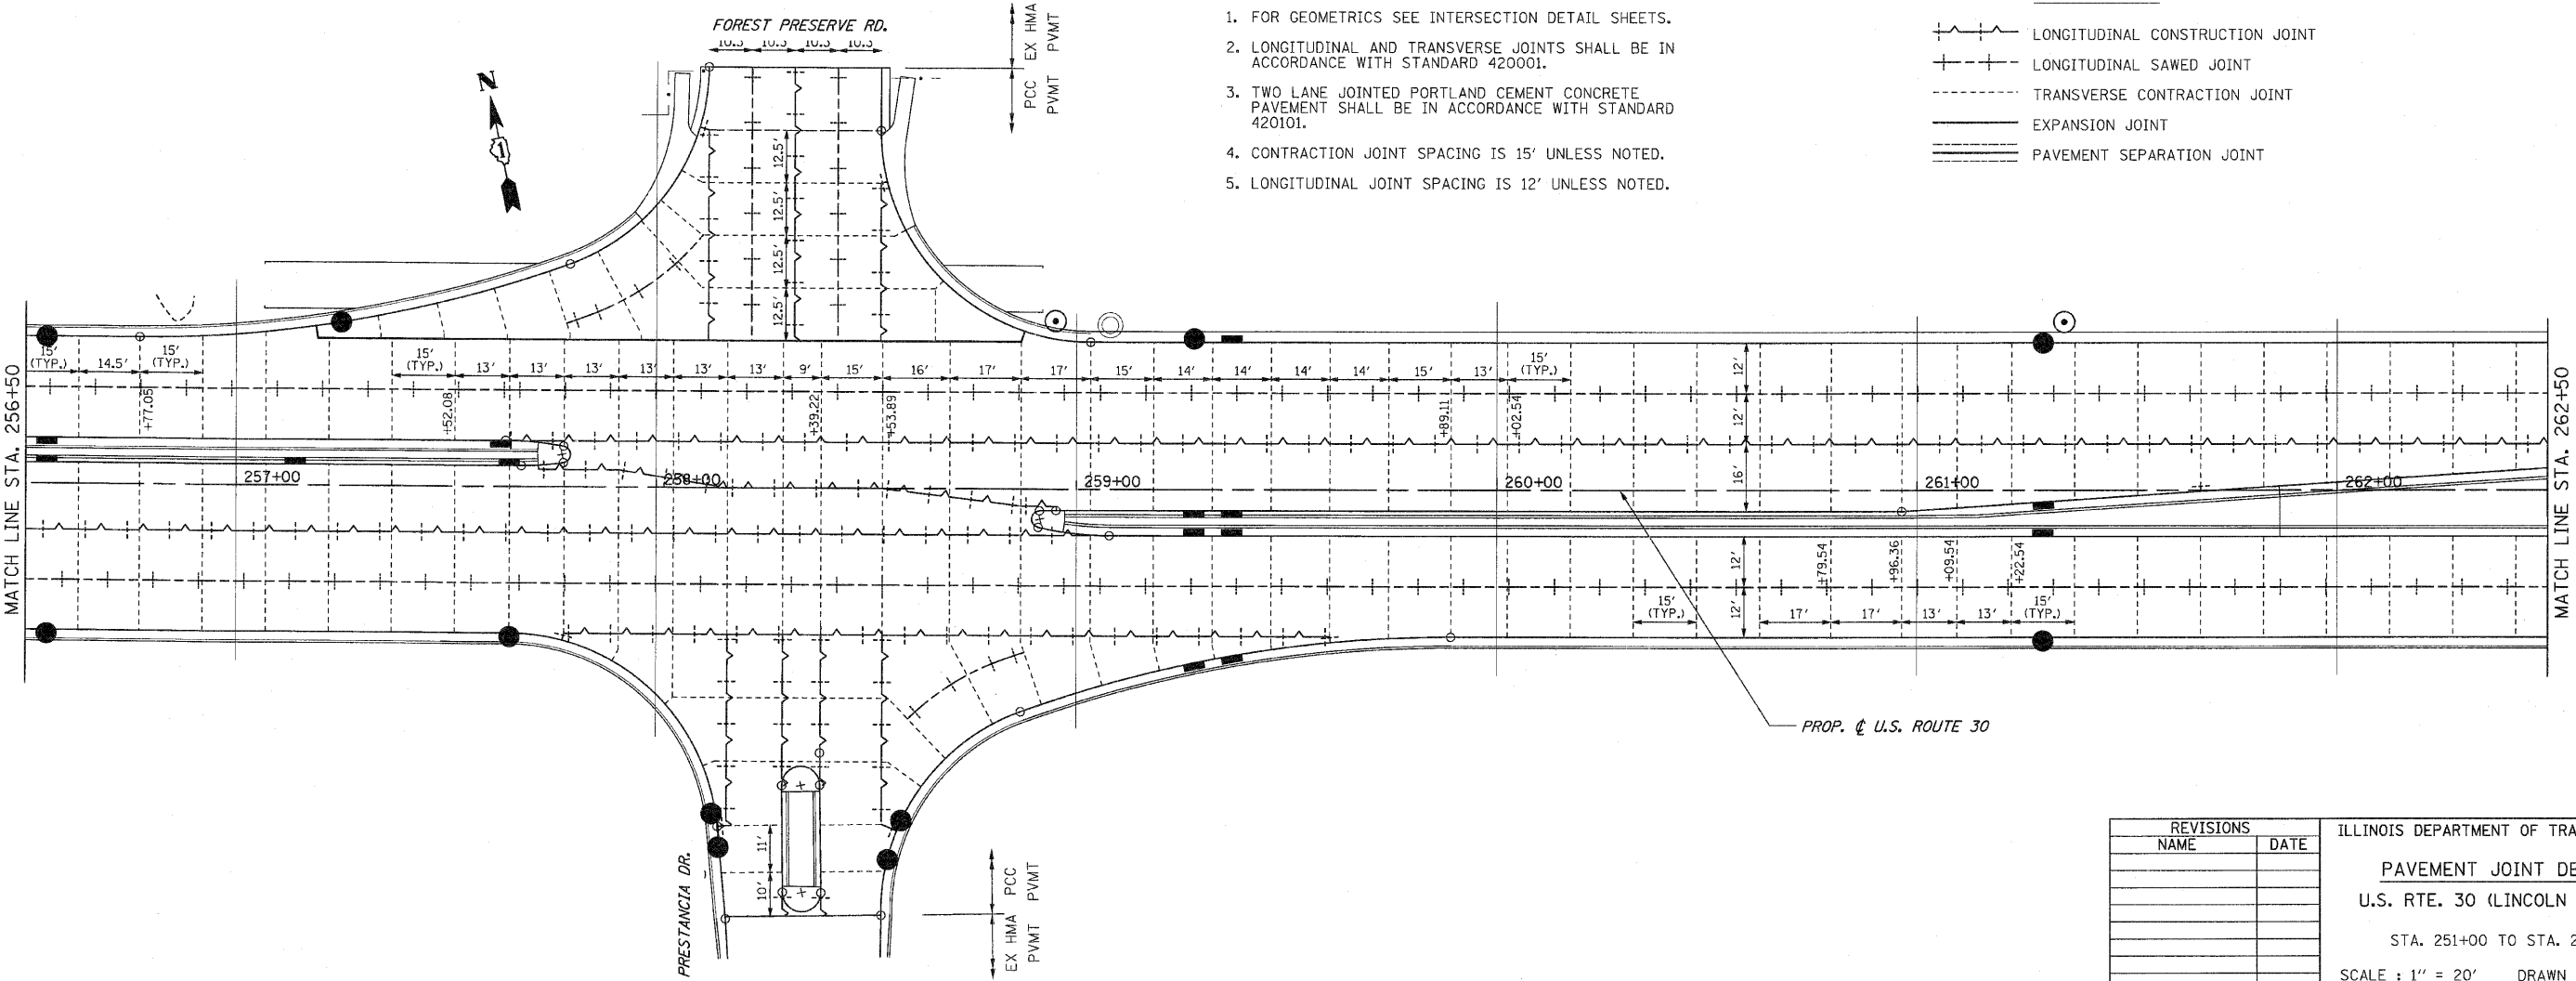 FOREST PRESERVE RD.
10.3 10.3 10.3 10.3
EX HMA PVMT
PCC PVMT
N
1
1. FOR GEOMETRICS SEE INTERSECTION DETAIL SHEETS.
2. LONGITUDINAL AND TRANSVERSE JOINTS SHALL BE IN
ACCORDANCE WITH STANDARD 420001.
3. TWO LANE JOINTED PORTLAND CEMENT CONCRETE
PAVEMENT SHALL BE IN ACCORDANCE WITH STANDARD
420101.
4. CONTRACTION JOINT SPACING IS 15' UNLESS NOTED.
5. LONGITUDINAL JOINT SPACING IS 12' UNLESS NOTED.
LONGITUDINAL CONSTRUCTION JOINT
LONGITUDINAL SAWED JOINT
TRANSVERSE CONTRACTION JOINT
EXPANSION JOINT
PAVEMENT SEPARATION JOINT
12.5'
12.5'
12.5'
12.5'
MATCH LINE STA. 256+50
15' (TYP.) 14.5' 15' (TYP.) 15' (TYP.) 13' 13' 13' 13' 13' 13' 9' 15' 16' 17' 17' 15' 14' 14' 14' 14' 15' 13' 15' (TYP.)
+77.05 +52.08 +39.22 +53.89 +89.11 +02.54
12'
12'
16'
257+00 258+00 259+00 260+00 261+00 262+00
MATCH LINE STA. 262+50
12'
12'
+79.54 +96.36 +09.54 +22.54
15' (TYP.) 17' 17' 13' 13' 15' (TYP.)
PROP. ℄ U.S. ROUTE 30
11'
10'
PRESTANCIA DR.
PCC PVMT
EX HMA PVMT
REVISIONS
NAME DATE
ILLINOIS DEPARTMENT OF TRA
PAVEMENT JOINT DE
U.S. RTE. 30 (LINCOLN
STA. 251+00 TO STA. 2
SCALE : 1" = 20' DRAWN